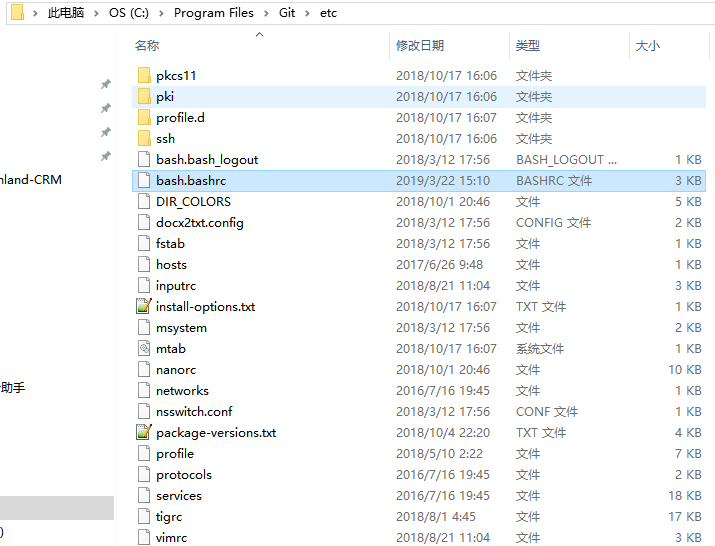 此电脑 > OS (C:) > Program Files > Git > etc
名称 修改日期 类型 大小
pkcs11 2018/10/17 16:06 文件夹
pki 2018/10/17 16:06 文件夹
profile.d 2018/10/17 16:07 文件夹
ssh 2018/10/17 16:06 文件夹
bash.bash_logout 2018/3/12 17:56 BASH_LOGOUT ... 1 KB
nland-CRM
bash.bashrc 2019/3/22 15:10 BASHRC 文件 3 KB
DIR_COLORS 2018/10/1 20:46 文件 5 KB
docx2txt.config 2018/3/12 17:56 CONFIG 文件 2 KB
fstab 2018/3/12 17:56 文件 1 KB
hosts 2017/6/26 9:48 文件 1 KB
inputrc 2018/8/21 11:04 文件 3 KB
install-options.txt 2018/10/17 16:07 TXT 文件 1 KB
msystem 2018/3/12 17:56 文件 2 KB
mtab 2018/10/17 16:07 系统文件 1 KB
nanorc 2018/10/1 20:46 文件 10 KB
助手
networks 2016/7/16 19:45 文件 1 KB
nsswitch.conf 2018/3/12 17:56 CONF 文件 1 KB
package-versions.txt 2018/10/4 22:20 TXT 文件 4 KB
profile 2018/5/10 2:22 文件 7 KB
protocols 2016/7/16 19:45 文件 2 KB
services 2016/7/16 19:45 文件 18 KB
tigrc 2018/8/1 4:45 文件 17 KB
)
vimrc 2018/8/21 11:04 文件 3 KB